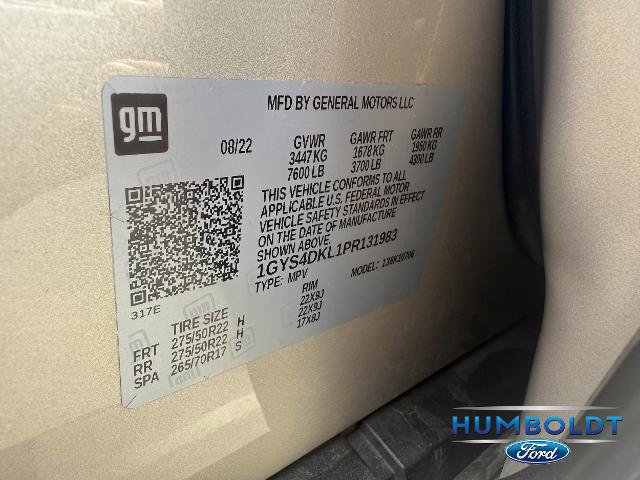 gm
MFD BY GENERAL MOTORS LLC
08/22 GVWR GAWR FRT GAWR RR
3447 KG 1678 KG 1950 KG
7600 LB 3700 LB 4300 LB
THIS VEHICLE CONFORMS TO ALL
APPLICABLE U.S. FEDERAL MOTOR
VEHICLE SAFETY STANDARDS IN EFFECT
ON THE DATE OF MANUFACTURE
SHOWN ABOVE.
1GYS4DKL1PR131983
TYPE: MPV MODEL: 136K10706
317E
TIRE SIZE RIM
FRT 275/50R22 H 22X9J
RR 275/50R22 H 22X9J
SPA 265/70R17 S 17X8J
HUMBOLDT
Ford